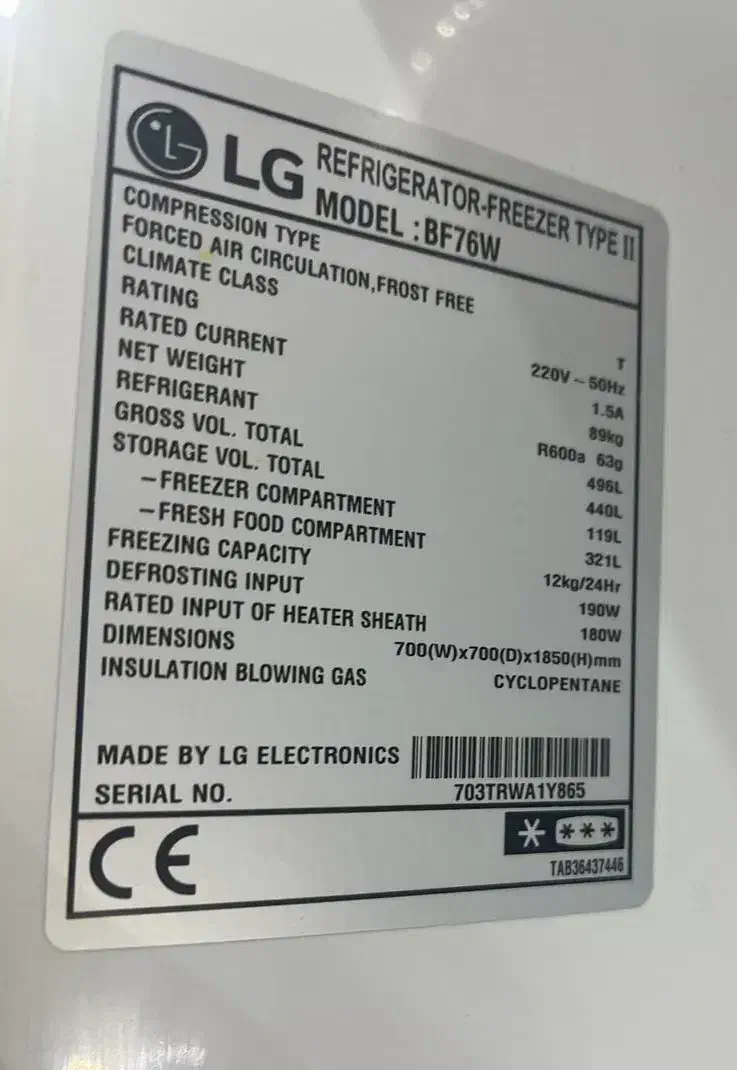 LG REFRIGERATOR-FREEZER TYPE II
MODEL : BF76W
COMPRESSION TYPE
FORCED AIR CIRCULATION,FROST FREE
CLIMATE CLASS T
RATING 220V ~ 50Hz
RATED CURRENT 1.5A
NET WEIGHT 89kg
REFRIGERANT R600a 63g
GROSS VOL. TOTAL 496L
STORAGE VOL. TOTAL 440L
-FREEZER COMPARTMENT 119L
-FRESH FOOD COMPARTMENT 321L
FREEZING CAPACITY 12kg/24Hr
DEFROSTING INPUT 190W
RATED INPUT OF HEATER SHEATH 180W
DIMENSIONS 700(W)x700(D)x1850(H)mm
INSULATION BLOWING GAS CYCLOPENTANE
MADE BY LG ELECTRONICS
SERIAL NO. 703TRWA1Y865
CE * ***
TAB36437446